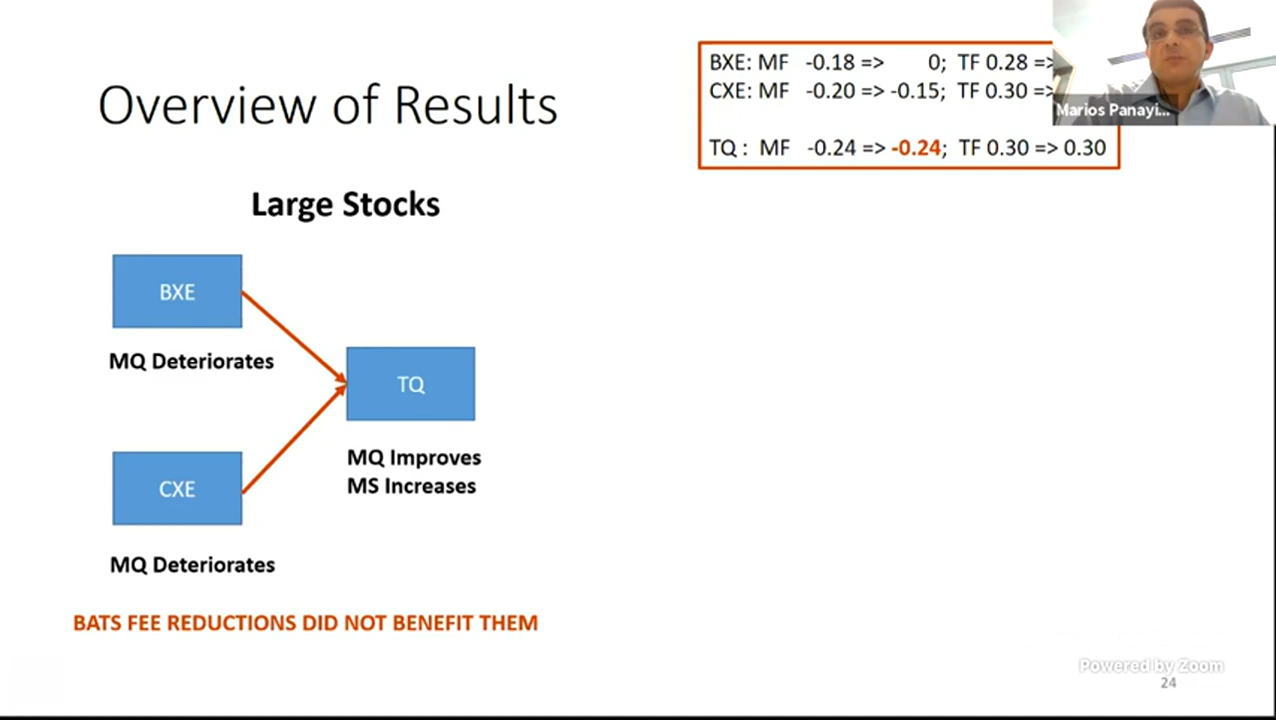 Overview of Results
BXE: MF -0.18 => 0; TF 0.28 =>
CXE: MF -0.20 => -0.15; TF 0.30 =>
TQ : MF -0.24 => -0.24; TF 0.30 => 0.30
Marios Panayi...
Large Stocks
BXE
MQ Deteriorates
TQ
MQ Improves
MS Increases
CXE
MQ Deteriorates
BATS FEE REDUCTIONS DID NOT BENEFIT THEM
Powered by Zoom
24